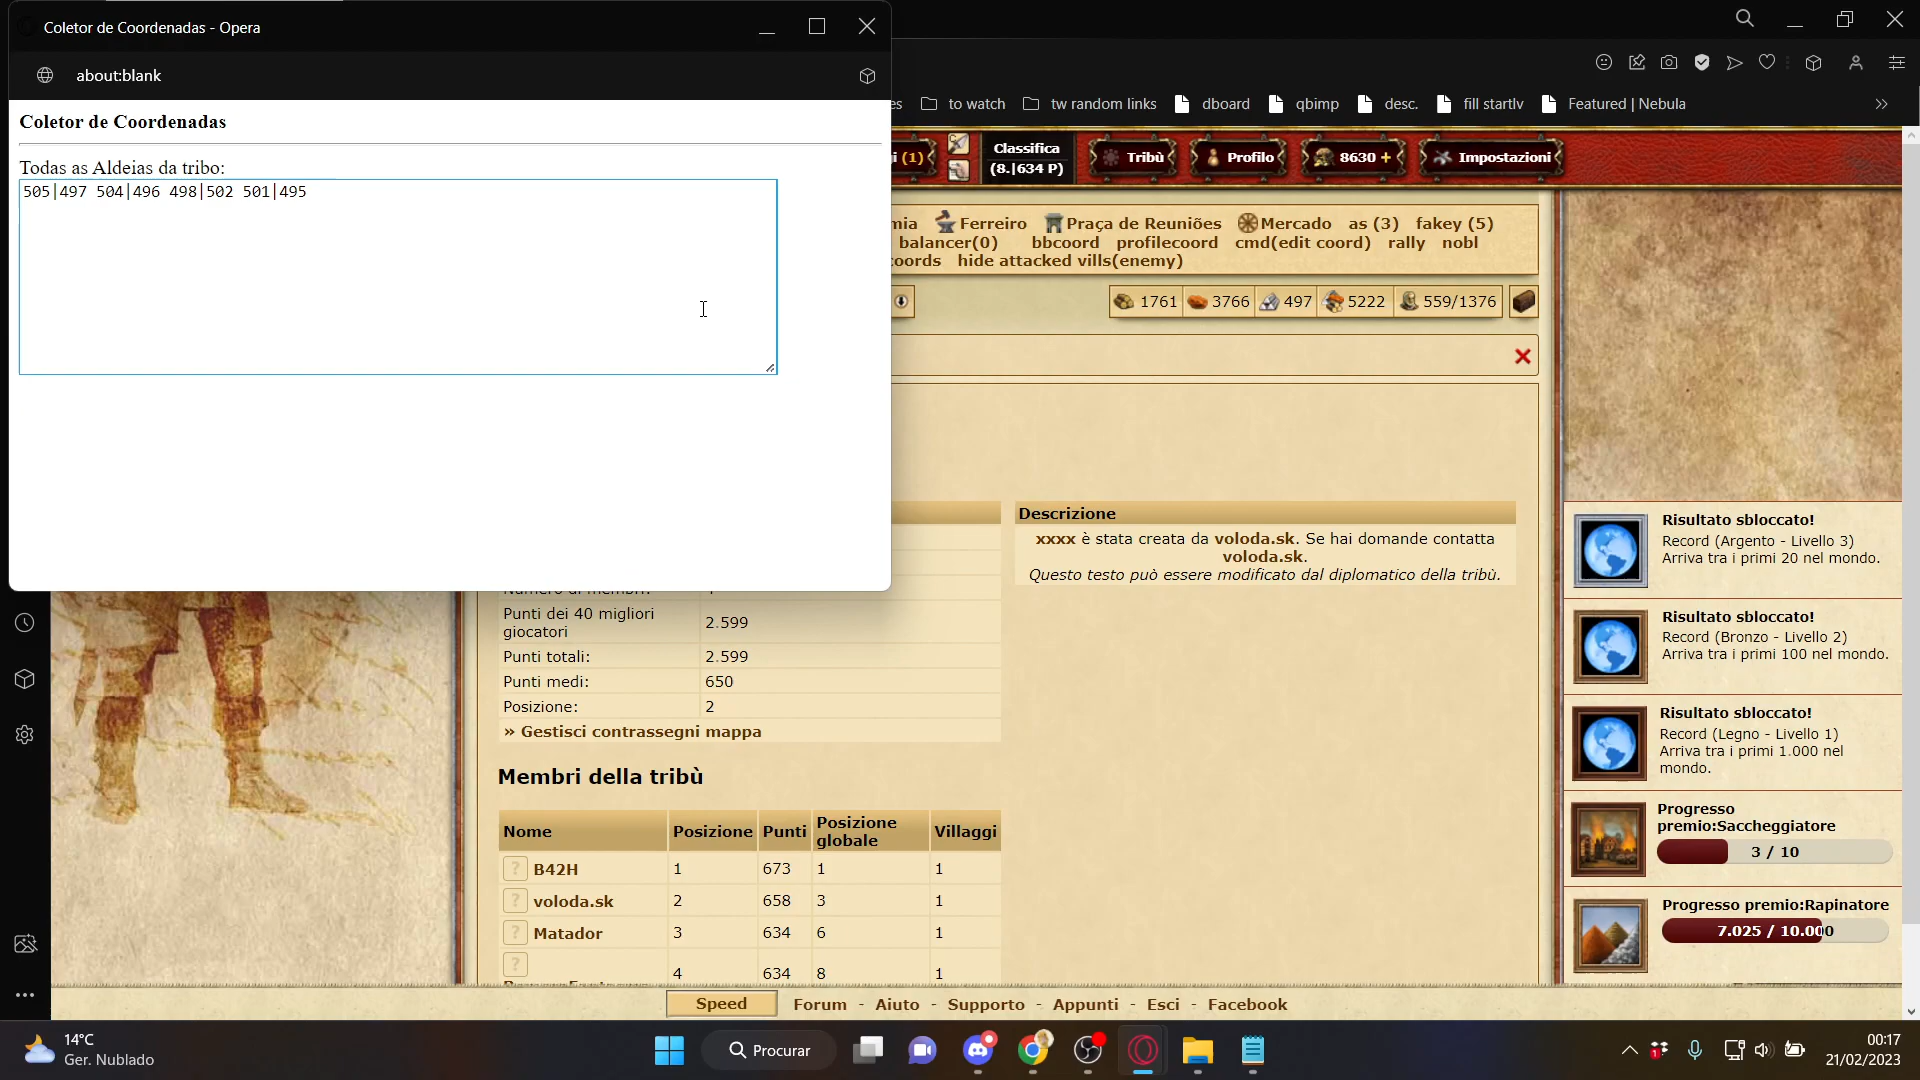 Coletor de Coordenadas - Opera
about:blank
Coletor de Coordenadas
Todas as Aldeias da tribo:
505|497 504|496 498|502 501|495
to watch
tw random links
dboard
qbimp
desc.
fill startlv
Featured | Nebula
(1)
Classifica
(8.|634 P)
Tribù
Profilo
8630 +
Impostazioni
Ferreiro
Praça de Reuniões
Mercado
as (3)
fakey (5)
balancer(0)
bbcoord
profilecoord
cmd(edit coord)
rally
nobl
hide attacked vills(enemy)
1761
3766
497
5222
559/1376
Descrizione
xxxx è stata creata da voloda.sk. Se hai domande contatta
voloda.sk.
Questo testo può essere modificato dal diplomatico della tribù.
Punti dei 40 migliori
giocatori
2.599
Punti totali:
2.599
Punti medi:
650
Posizione:
2
» Gestisci contrassegni mappa
Membri della tribù
Nome
Posizione
Punti
Posizione
globale
Villaggi
B42H
1
673
1
1
voloda.sk
2
658
3
1
Matador
3
634
6
1
4
634
8
1
Risultato sbloccato!
Record (Argento - Livello 3)
Arriva tra i primi 20 nel mondo.
Risultato sbloccato!
Record (Bronzo - Livello 2)
Arriva tra i primi 100 nel mondo.
Risultato sbloccato!
Record (Legno - Livello 1)
Arriva tra i primi 1.000 nel
mondo.
Progresso
premio:Saccheggiatore
3 / 10
Progresso premio:Rapinatore
7.025 / 10.000
Speed
Forum - Aiuto - Supporto - Appunti - Esci - Facebook
14°C
Ger. Nublado
Procurar
1
00:17
21/02/2023